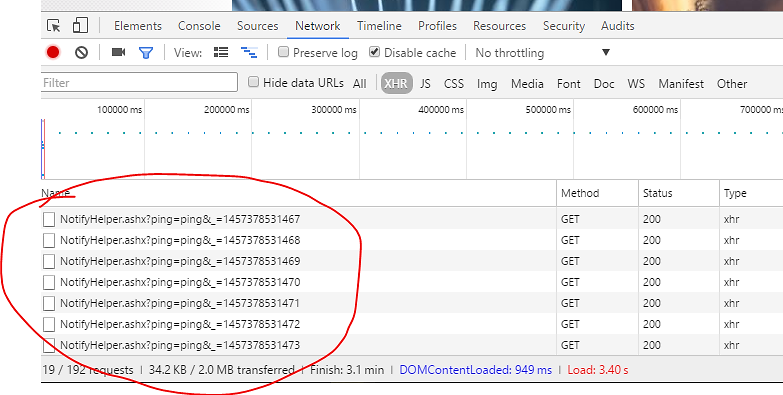 Elements Console Sources Network Timeline Profiles Resources Security Audits
View: Preserve log Disable cache No throttling
Filter Hide data URLs All XHR JS CSS Img Media Font Doc WS Manifest Other
100000 ms 200000 ms 300000 ms 400000 ms 500000 ms 600000 ms 700000 m
Name Method Status Type
NotifyHelper.ashx?ping=ping&_=1457378531467 GET 200 xhr
NotifyHelper.ashx?ping=ping&_=1457378531468 GET 200 xhr
NotifyHelper.ashx?ping=ping&_=1457378531469 GET 200 xhr
NotifyHelper.ashx?ping=ping&_=1457378531470 GET 200 xhr
NotifyHelper.ashx?ping=ping&_=1457378531471 GET 200 xhr
NotifyHelper.ashx?ping=ping&_=1457378531472 GET 200 xhr
NotifyHelper.ashx?ping=ping&_=1457378531473 GET 200 xhr
19 / 192 requests | 34.2 KB / 2.0 MB transferred | Finish: 3.1 min | DOMContentLoaded: 949 ms | Load: 3.40 s